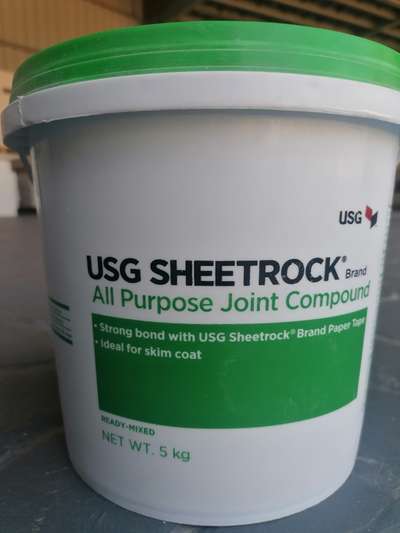 USG
USG SHEETROCK® Brand
All Purpose Joint Compound
• Strong bond with USG Sheetrock® Brand Paper Tape
• Ideal for skim coat
READY-MIXED
NET WT. 5 kg